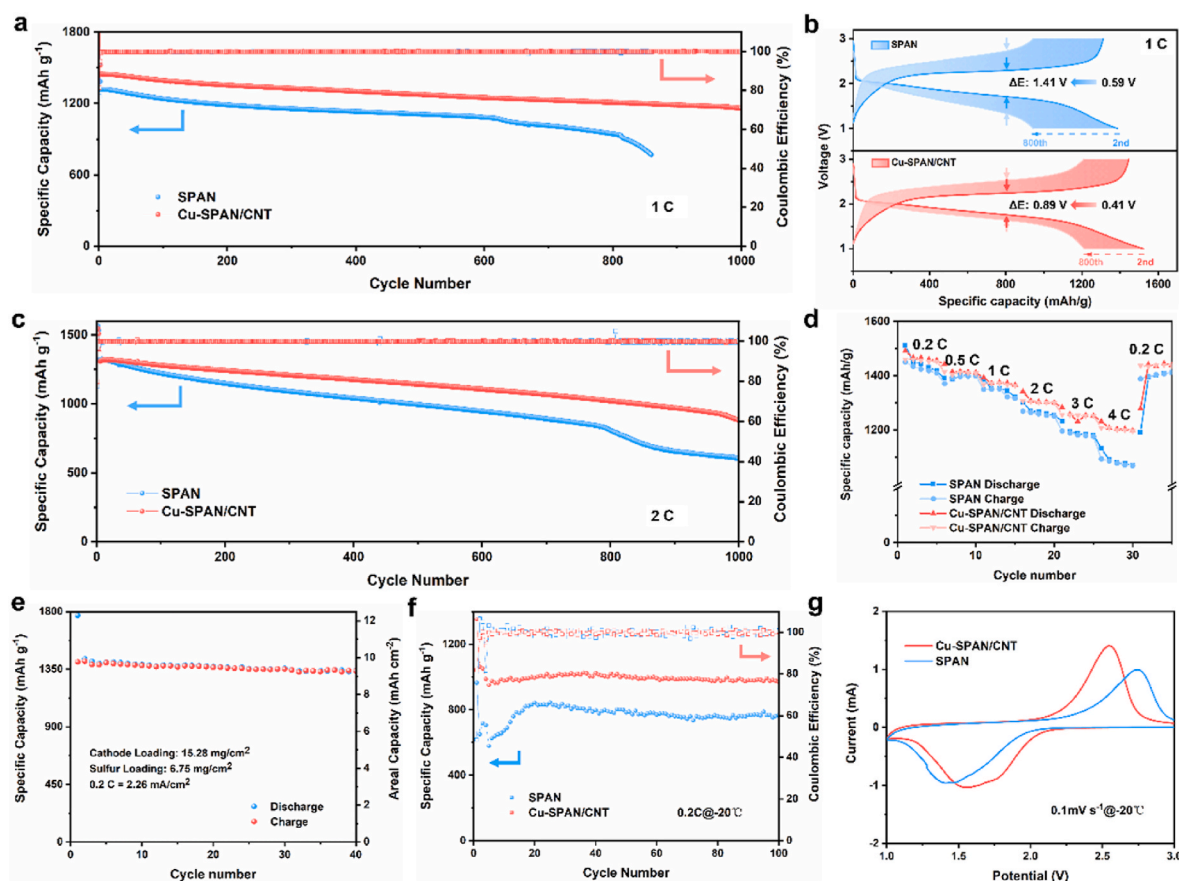 a
1800
1200
600
0
Specific Capacity (mAh g⁻¹)
100
80
60
40
20
0
Coulombic Efficiency (%)
SPAN
Cu-SPAN/CNT
1 C
0 200 400 600 800 1000
Cycle Number
b
SPAN
1 C
ΔE: 1.41 V 0.59 V
800th 2nd
Cu-SPAN/CNT
ΔE: 0.89 V 0.41 V
800th 2nd
3
2
1
3
2
1
Voltage (V)
0 400 800 1200 1600
Specific capacity (mAh/g)
c
1500
1000
500
0
Specific Capacity (mAh g⁻¹)
100
80
60
40
20
0
Coulombic Efficiency (%)
SPAN
Cu-SPAN/CNT
2 C
0 200 400 600 800 1000
Cycle Number
d
1600
1400
1200
0
Specific capacity (mAh/g)
0.2 C
0.5 C
1 C
2 C
3 C
4 C
0.2 C
SPAN Discharge
SPAN Charge
Cu-SPAN/CNT Discharge
Cu-SPAN/CNT Charge
0 10 20 30
Cycle number
e
1800
1350
900
450
0
Specific Capacity (mAh g⁻¹)
12
10
8
6
4
2
0
Areal Capacity (mAh cm⁻²)
Cathode Loading: 15.28 mg/cm²
Sulfur Loading: 6.75 mg/cm²
0.2 C = 2.26 mA/cm²
Discharge
Charge
0 10 20 30 40
Cycle number
f
1200
800
400
0
Specific Capacity (mAh g⁻¹)
100
80
60
40
20
0
Coulombic Efficiency (%)
SPAN
Cu-SPAN/CNT
0.2C@-20℃
0 20 40 60 80 100
Cycle Number
g
2
1
0
-1
-2
Current (mA)
Cu-SPAN/CNT
SPAN
0.1mV s⁻¹@-20℃
1.0 1.5 2.0 2.5 3.0
Potential (V)